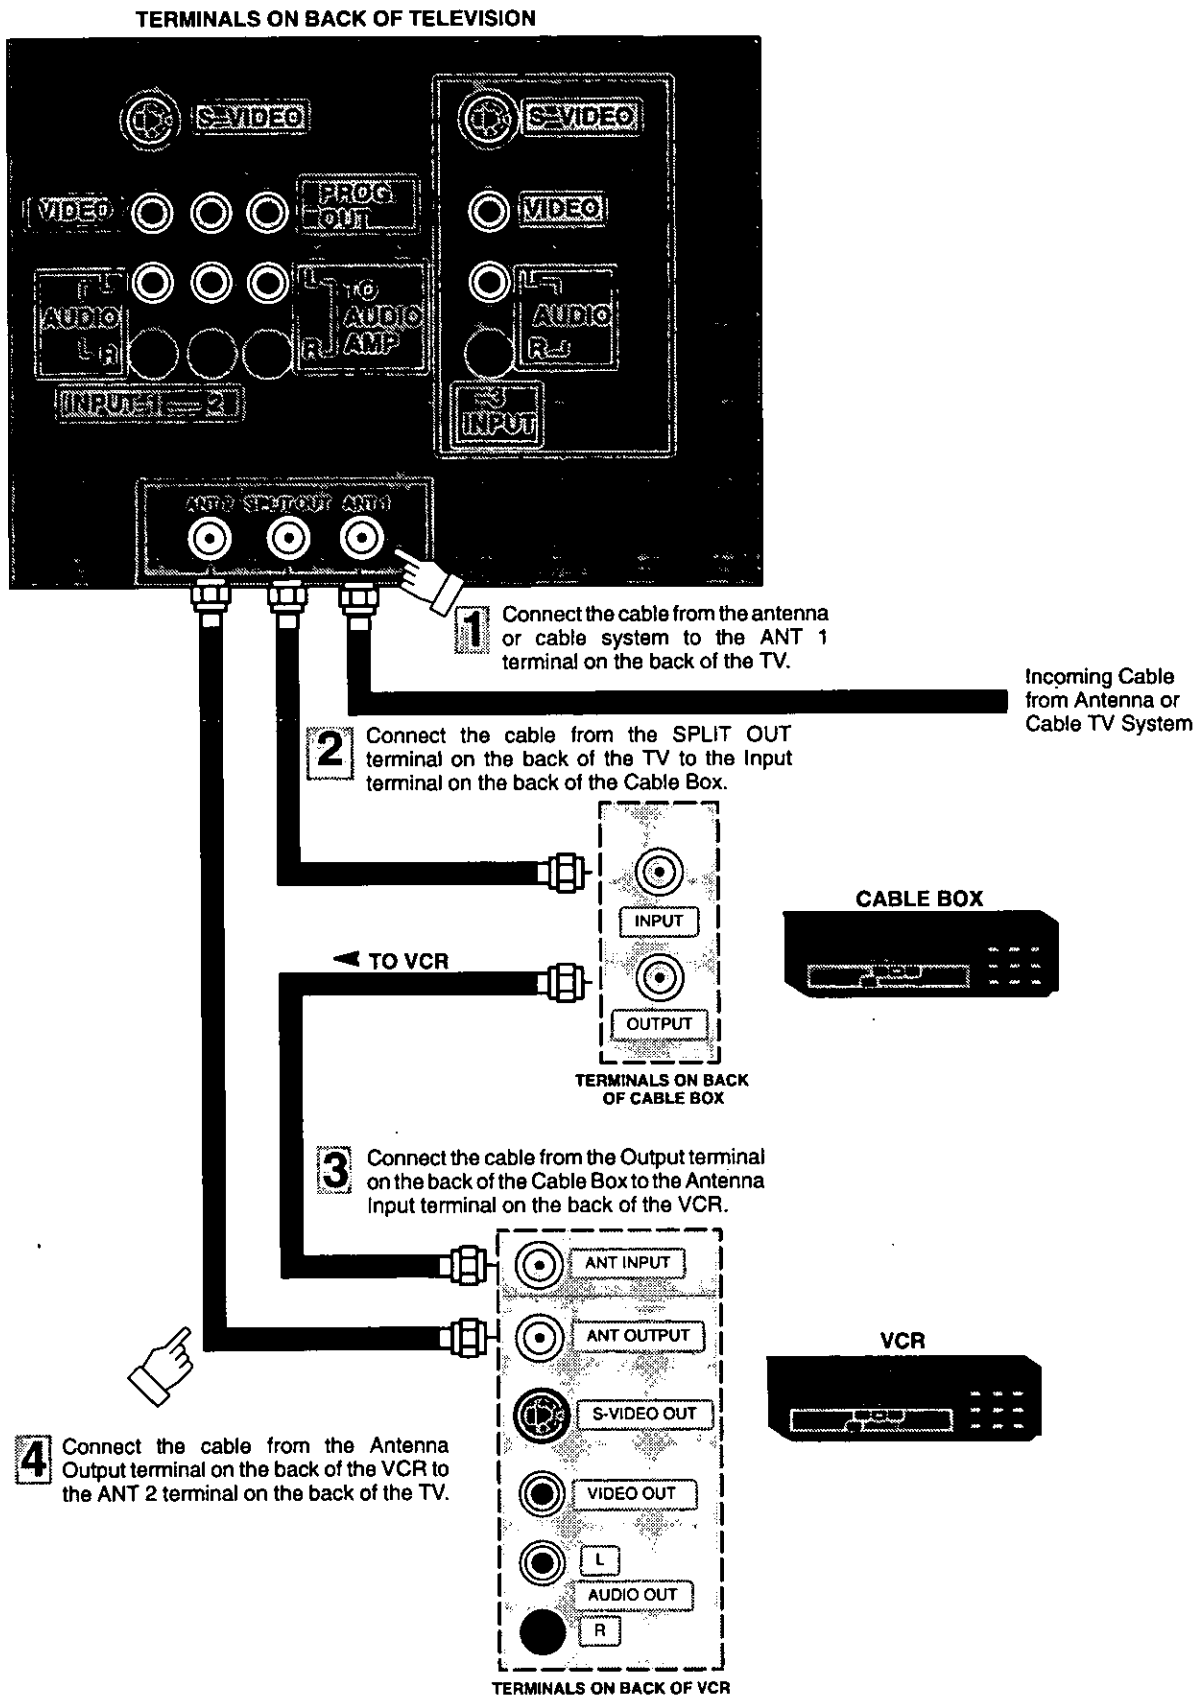 TERMINALS ON BACK OF TELEVISION
S-VIDEO
S-VIDEO
VIDEO
PROG.
OUT
VIDEO
L
AUDIO
R
L
TO
AUDIO
AMP
R
L
AUDIO
R
INPUT-1 2
3
INPUT
ANT 2 SPLIT OUT ANT 1
1 Connect the cable from the antenna
or cable system to the ANT 1
terminal on the back of the TV.
Incoming Cable
from Antenna or
Cable TV System
2 Connect the cable from the SPLIT OUT
terminal on the back of the TV to the Input
terminal on the back of the Cable Box.
INPUT
CABLE BOX
TO VCR
OUTPUT
TERMINALS ON BACK
OF CABLE BOX
3 Connect the cable from the Output terminal
on the back of the Cable Box to the Antenna
Input terminal on the back of the VCR.
ANT INPUT
ANT OUTPUT
VCR
S-VIDEO OUT
4 Connect the cable from the Antenna
Output terminal on the back of the VCR to
the ANT 2 terminal on the back of the TV.
VIDEO OUT
L
AUDIO OUT
R
TERMINALS ON BACK OF VCR